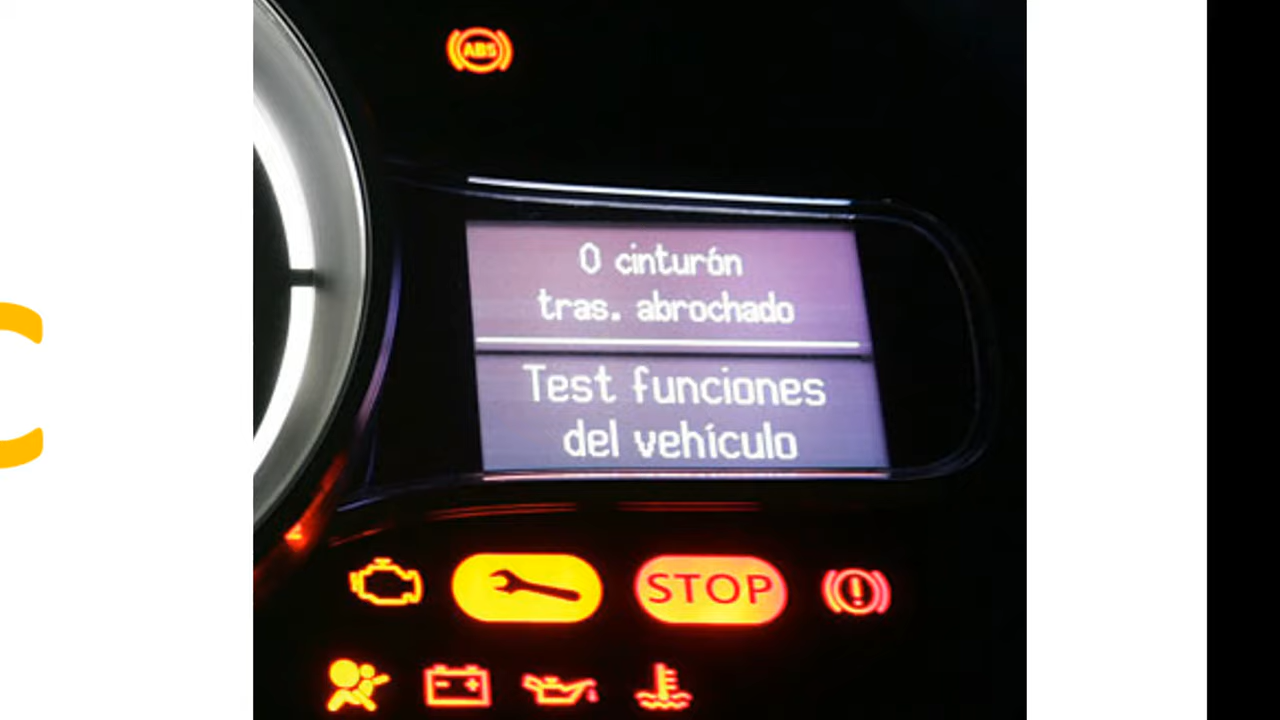 ABS
0 cinturón
tras. abrochado
Test funciones
del vehículo
STOP